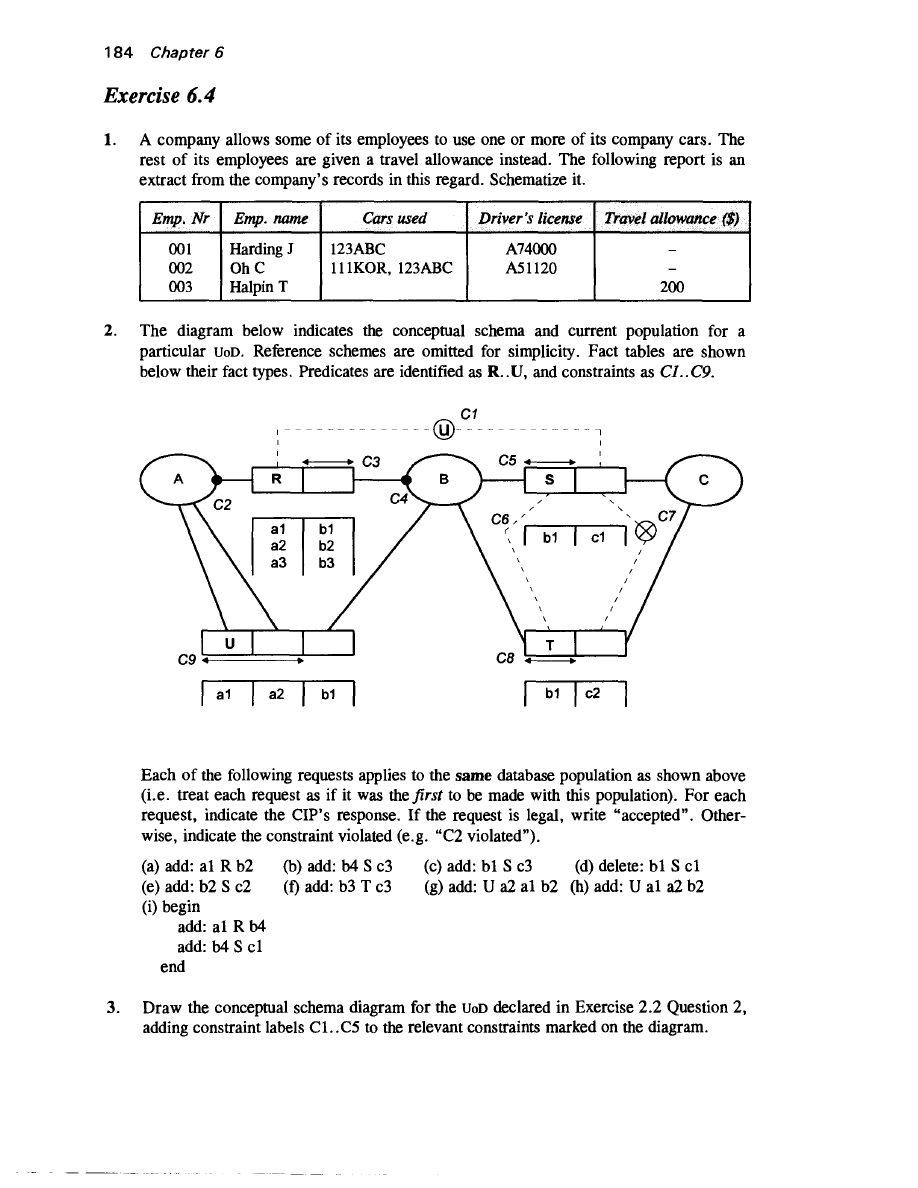 184 Chapter 6
Exercise 6.4
1. A company allows some of its employees to use one or more of its company cars. The
rest of its employees are given a travel allowance instead. The following report is an
extract from the company's records in this regard. Schematize it.
Emp. Nr Emp. name Cars used Driver's license Travel allowance ($)
001 Harding J 123ABC A74000 –
002 Oh C 111KOR, 123ABC A51120 –
003 Halpin T 200
2. The diagram below indicates the conceptual schema and current population for a
particular UoD. Reference schemes are omitted for simplicity. Fact tables are shown
below their fact types. Predicates are identified as R..U, and constraints as C1..C9.
C1
U
C3 C5
A R B S C
C2 C4
C6 C7
a1 b1
a2 b2
a3 b3
b1 c1
U T
C9 C8
a1 a2 b1 b1 c2
Each of the following requests applies to the same database population as shown above
(i.e. treat each request as if it was the first to be made with this population). For each
request, indicate the CIP's response. If the request is legal, write “accepted”. Other-
wise, indicate the constraint violated (e.g. “C2 violated”).
(a) add: a1 R b2 (b) add: b4 S c3 (c) add: b1 S c3 (d) delete: b1 S c1
(e) add: b2 S c2 (f) add: b3 T c3 (g) add: U a2 a1 b2 (h) add: U a1 a2 b2
(i) begin
add: a1 R b4
add: b4 S c1
end
3. Draw the conceptual schema diagram for the UoD declared in Exercise 2.2 Question 2,
adding constraint labels C1..C5 to the relevant constraints marked on the diagram.